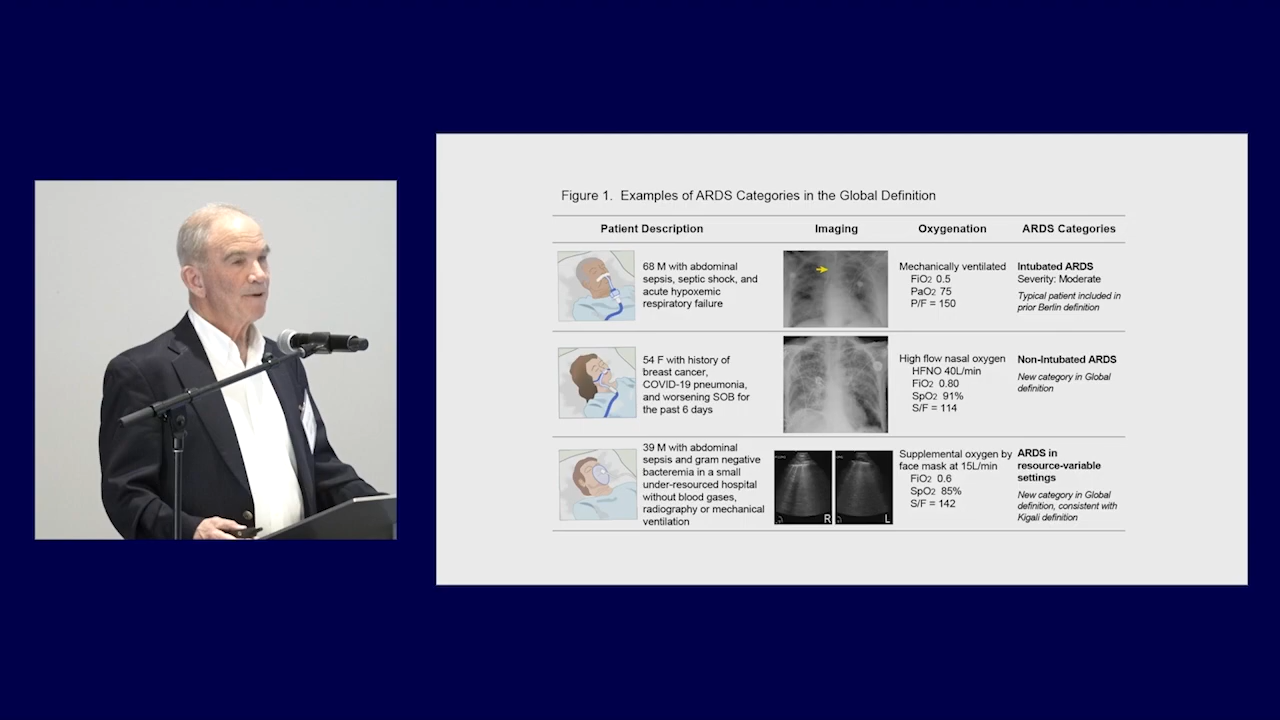 Figure 1. Examples of ARDS Categories in the Global Definition
Patient Description
Imaging
Oxygenation
ARDS Categories
68 M with abdominal
sepsis, septic shock, and
acute hypoxemic
respiratory failure
Mechanically ventilated
FiO2 0.5
PaO2 75
P/F = 150
Intubated ARDS
Severity: Moderate
Typical patient included in
prior Berlin definition
54 F with history of
breast cancer,
COVID-19 pneumonia,
and worsening SOB for
the past 6 days
High flow nasal oxygen
HFNO 40L/min
FiO2 0.80
SpO2 91%
S/F = 114
Non-Intubated ARDS
New category in Global
definition
39 M with abdominal
sepsis and gram negative
bacteremia in a small
under-resourced hospital
without blood gases,
radiography or mechanical
ventilation
R
L
Supplemental oxygen by
face mask at 15L/min
FiO2 0.6
SpO2 85%
S/F = 142
ARDS in
resource-variable
settings
New category in Global
definition, consistent with
Kigali definition